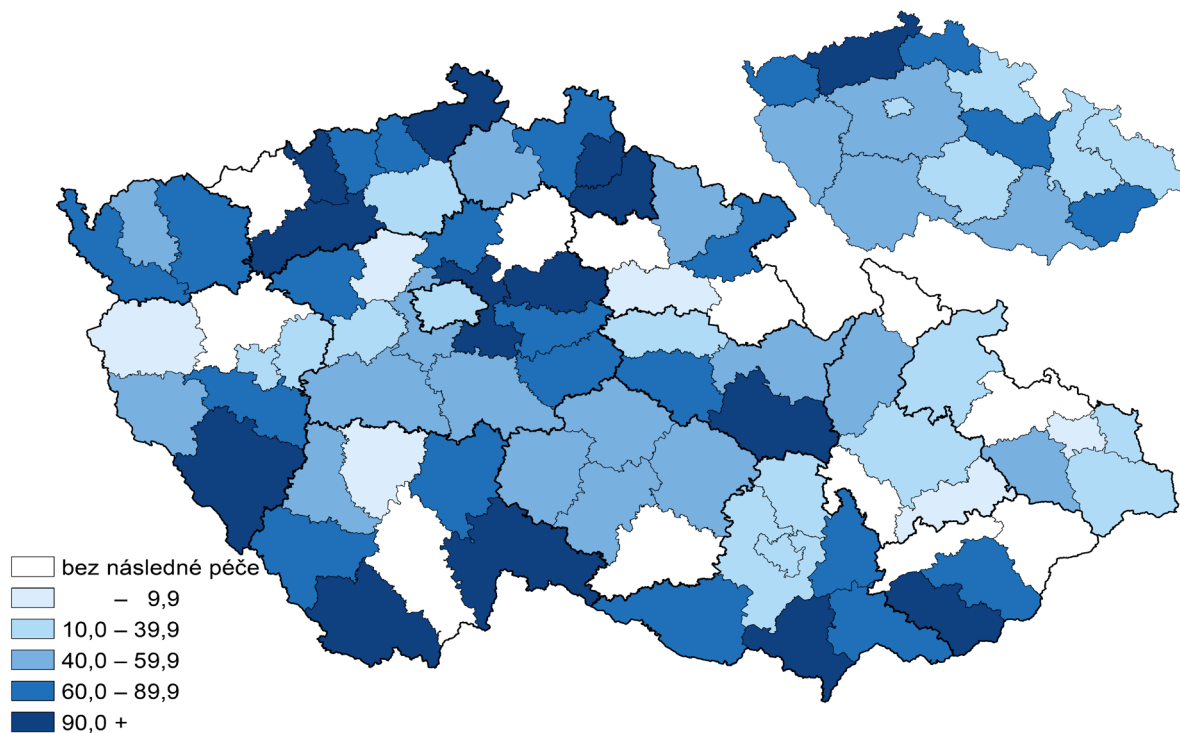 bez následné péče
– 9,9
10,0 – 39,9
40,0 – 59,9
60,0 – 89,9
90,0 +